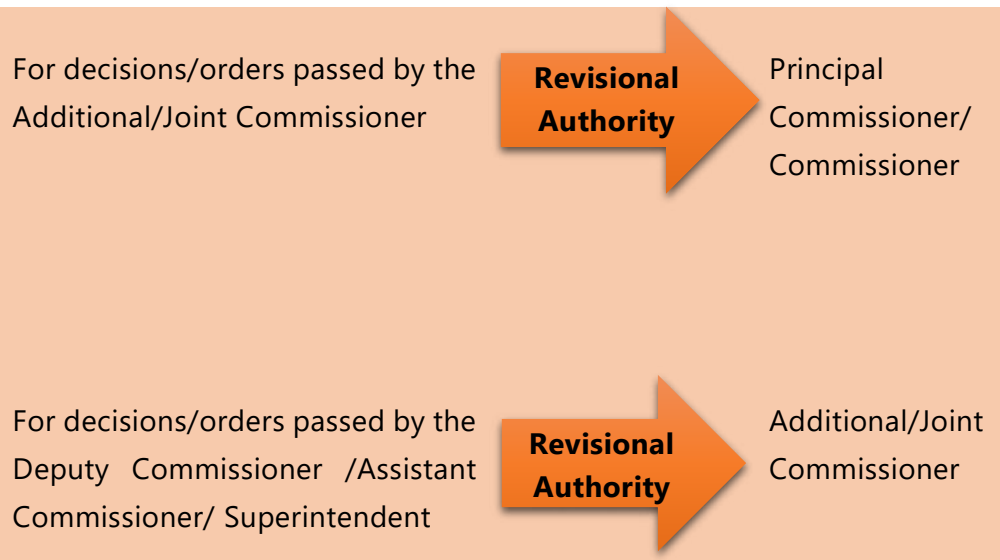 For decisions/orders passed by the
Additional/Joint Commissioner
Revisional
Authority
Principal
Commissioner/
Commissioner
For decisions/orders passed by the
Deputy Commissioner /Assistant
Commissioner/ Superintendent
Revisional
Authority
Additional/Joint
Commissioner